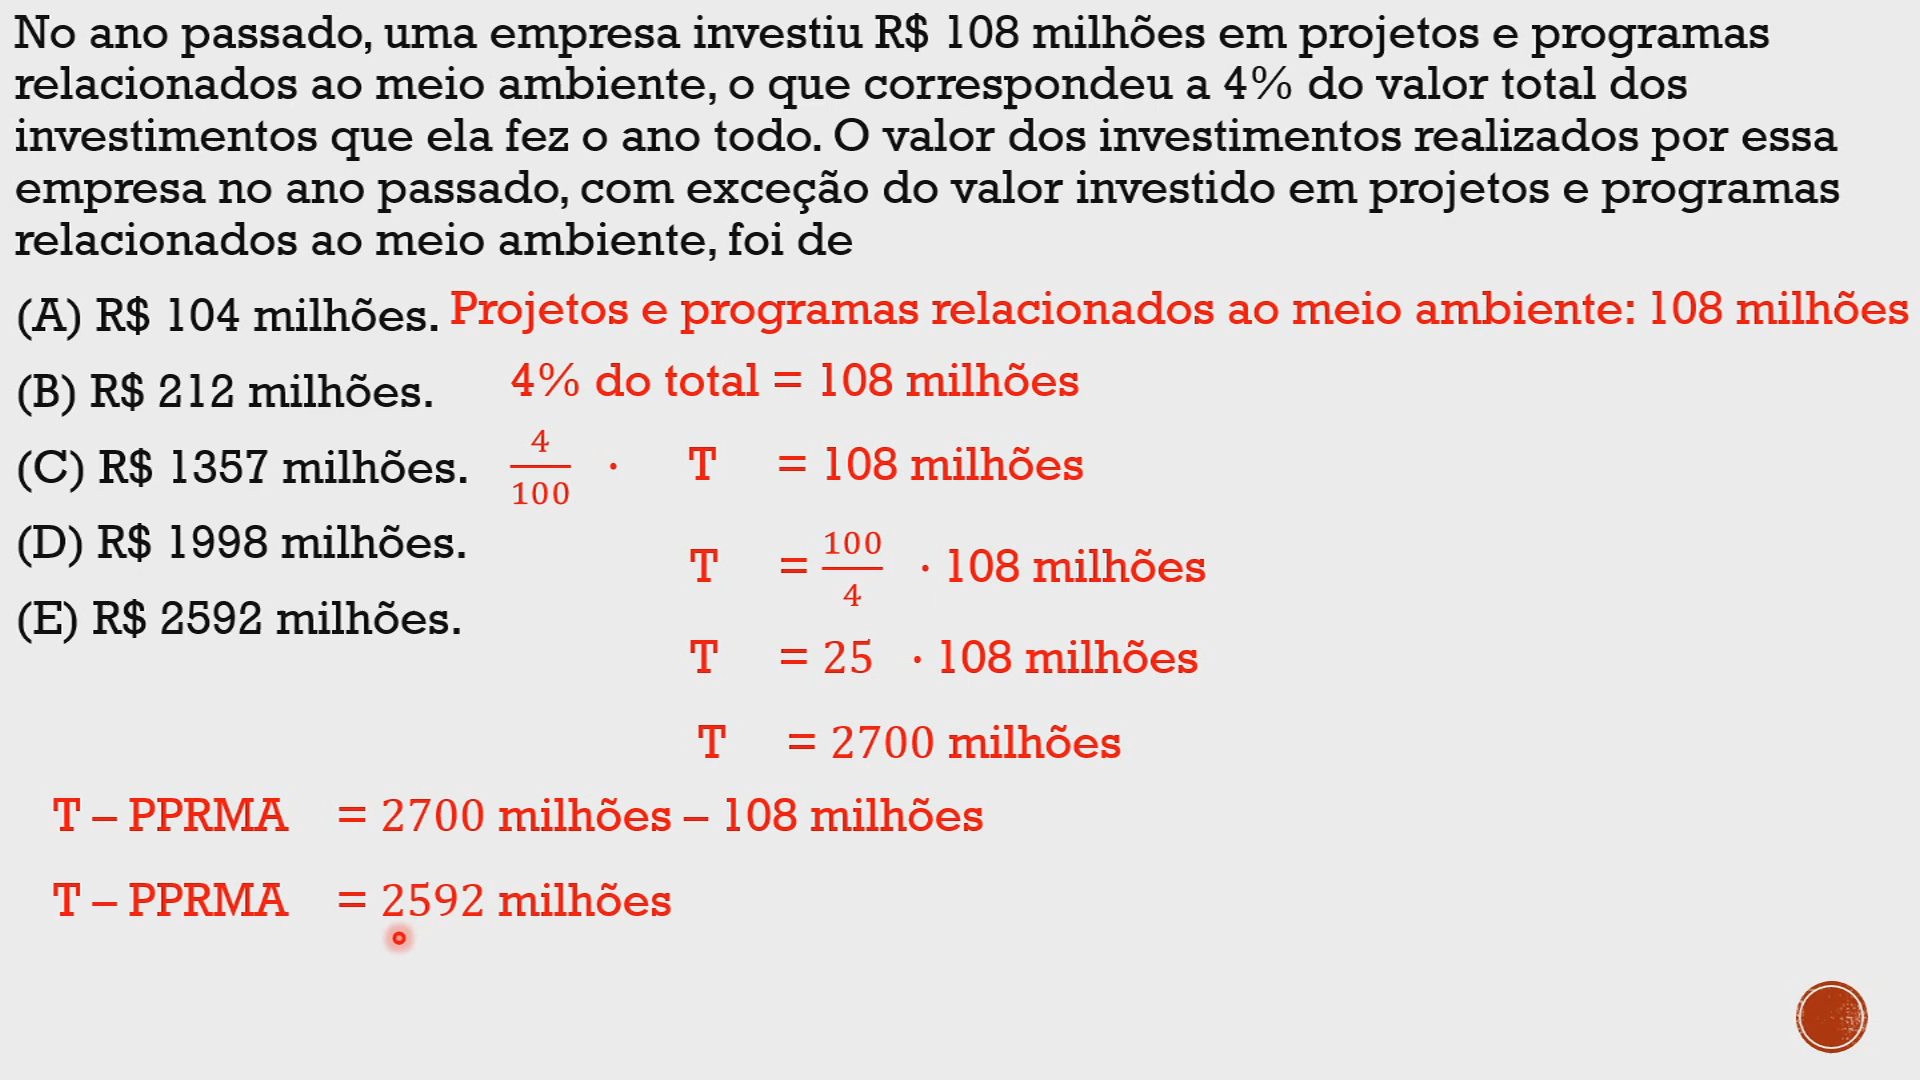 No ano passado, uma empresa investiu R$ 108 milhões em projetos e programas
relacionados ao meio ambiente, o que correspondeu a 4% do valor total dos
investimentos que ela fez o ano todo. O valor dos investimentos realizados por essa
empresa no ano passado, com exceção do valor investido em projetos e programas
relacionados ao meio ambiente, foi de
(A) R$ 104 milhões.
(B) R$ 212 milhões.
(C) R$ 1357 milhões.
(D) R$ 1998 milhões.
(E) R$ 2592 milhões.
Projetos e programas relacionados ao meio ambiente: 108 milhões
4% do total = 108 milhões
4/100 · T = 108 milhões
T = 100/4 · 108 milhões
T = 25 · 108 milhões
T = 2700 milhões
T – PPRMA = 2700 milhões – 108 milhões
T – PPRMA = 2592 milhões